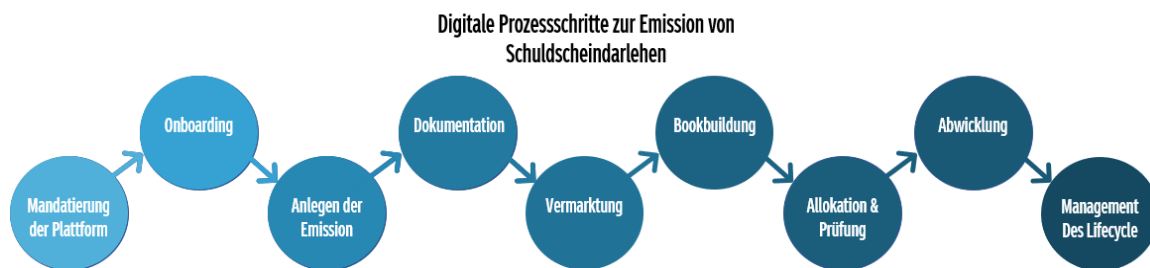 Digitale Prozessschritte zur Emission von
Schuldscheindarlehen
Mandatierung
der Plattform
Onboarding
Anlegen der
Emission
Dokumentation
Vermarktung
Bookbuildung
Allokation &
Prüfung
Abwicklung
Management
Des Lifecycle